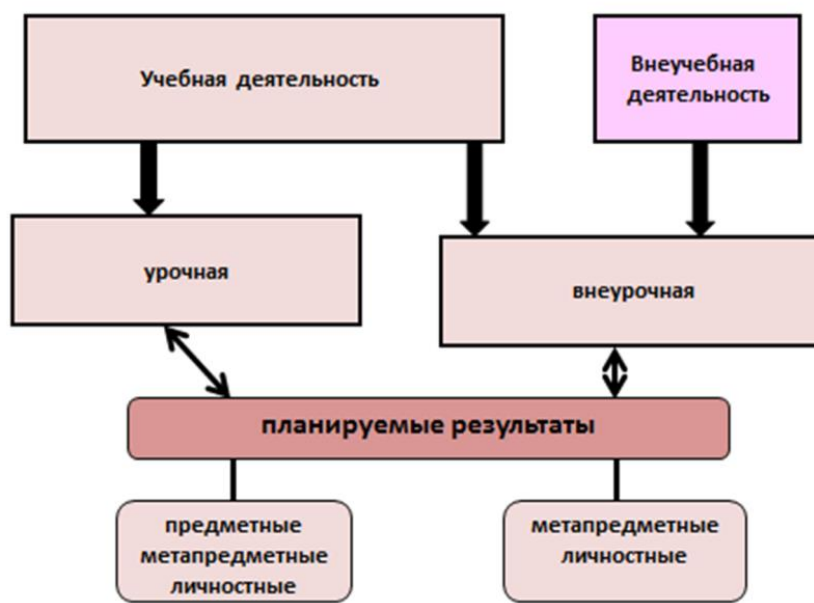 Учебная деятельность
Внеучебная
деятельность
урочная
внеурочная
планируемые результаты
предметные
метапредметные
личностные
метапредметные
личностные